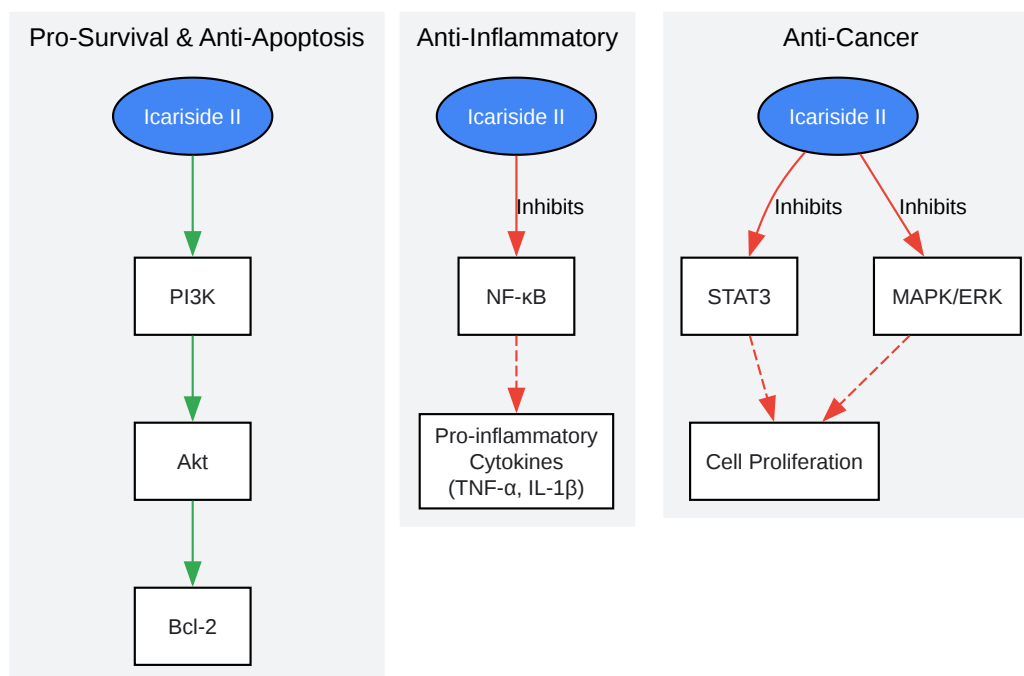 Pro-Survival & Anti-Apoptosis
Icariside II
PI3K
Akt
Bcl-2
Anti-Inflammatory
Icariside II
Inhibits
NF-κB
Pro-inflammatory
Cytokines
(TNF-α, IL-1β)
Anti-Cancer
Icariside II
Inhibits
Inhibits
STAT3
MAPK/ERK
Cell Proliferation